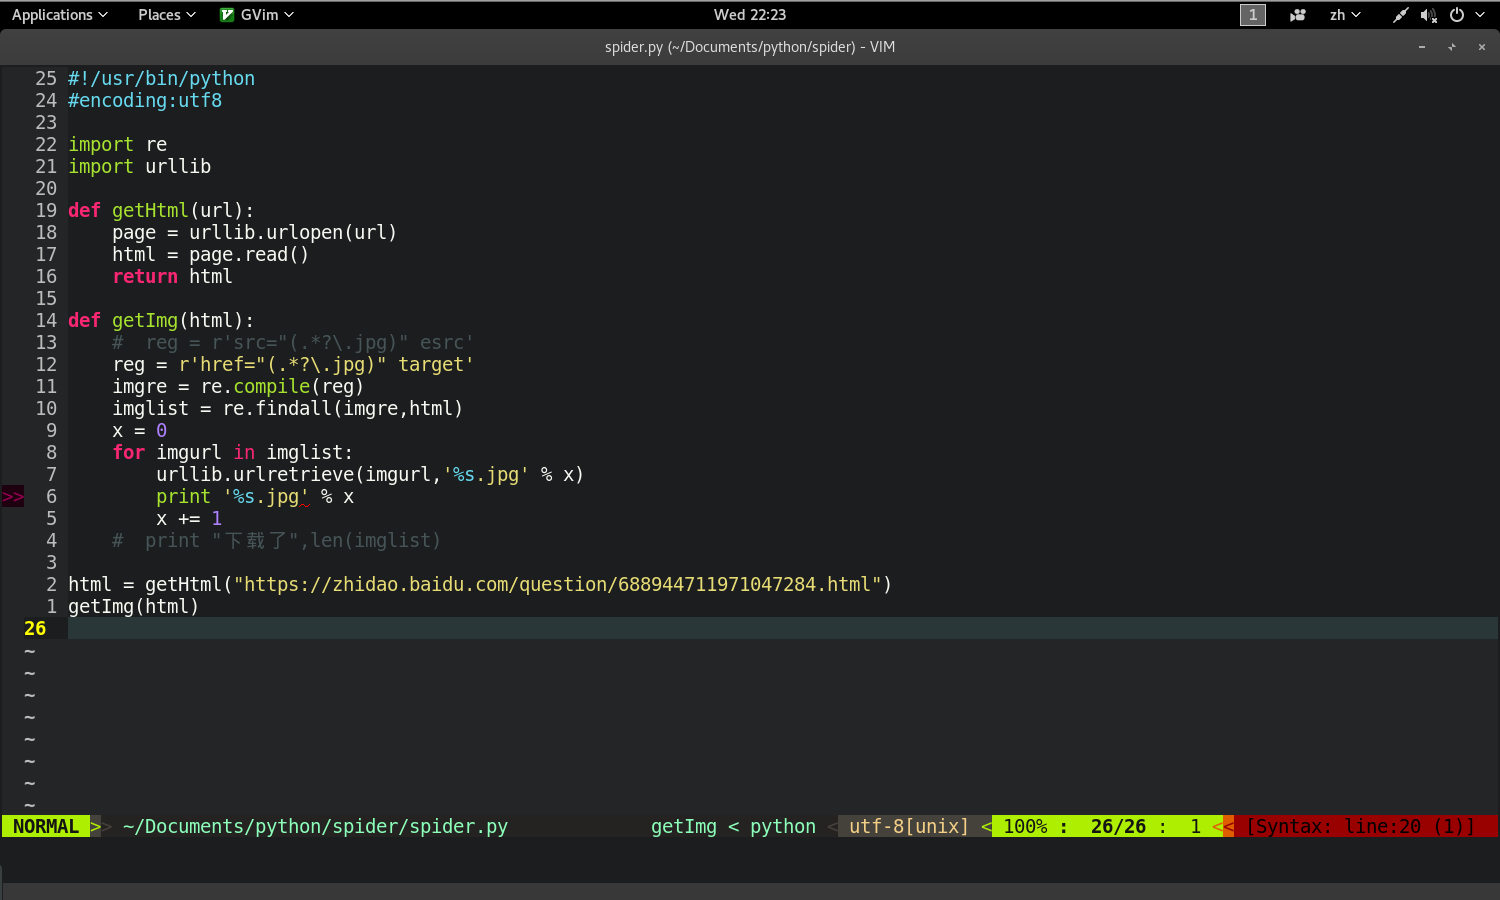 Applications Places GVim Wed 22:23 1 zh
spider.py (~/Documents/python/spider) - VIM
25 #!/usr/bin/python
24 #encoding:utf8
23
22 import re
21 import urllib
20
19 def getHtml(url):
18     page = urllib.urlopen(url)
17     html = page.read()
16     return html
15
14 def getImg(html):
13     #  reg = r'src="(.*?\.jpg)" esrc'
12     reg = r'href="(.*?\.jpg)" target'
11     imgre = re.compile(reg)
10     imglist = re.findall(imgre,html)
9     x = 0
8     for imgurl in imglist:
7         urllib.urlretrieve(imgurl,'%s.jpg' % x)
>> 6         print '%s.jpg' % x
5         x += 1
4     #  print "下载了",len(imglist)
3
2 html = getHtml("https://zhidao.baidu.com/question/688944711971047284.html")
1 getImg(html)
26
~
~
~
~
~
~
~
~
NORMAL >> ~/Documents/python/spider/spider.py getImg < python < utf-8[unix] < 100% : 26/26 : 1 << [Syntax: line:20 (1)]